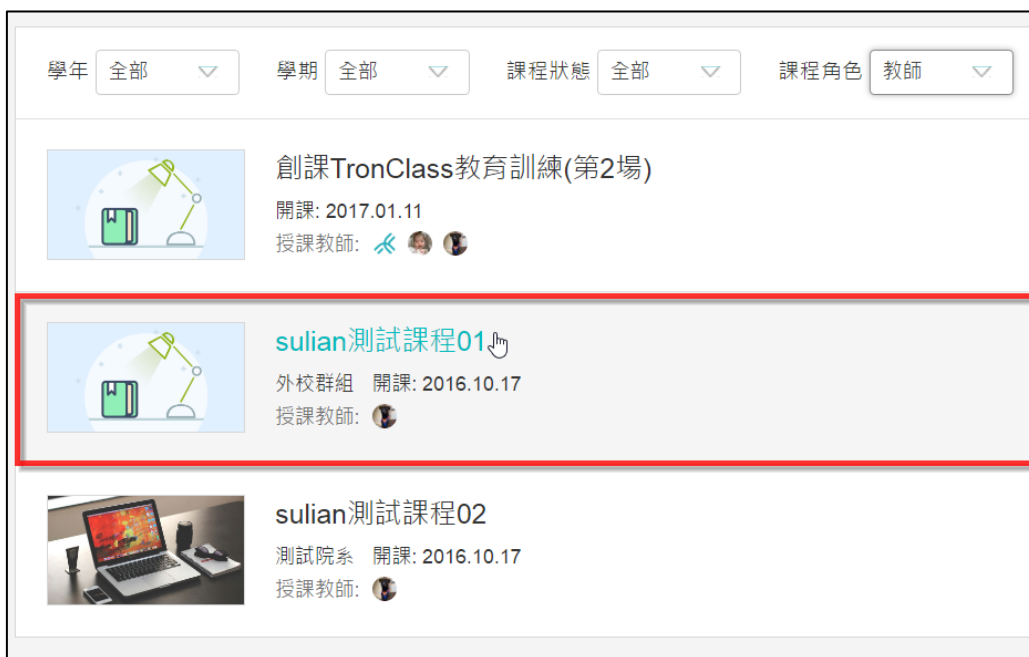 學年 全部 學期 全部 課程狀態 全部 課程角色 教師
創課TronClass教育訓練(第2場)
開課: 2017.01.11
授課教師:
sulian測試課程01
外校群組 開課: 2016.10.17
授課教師:
sulian測試課程02
測試院系 開課: 2016.10.17
授課教師: